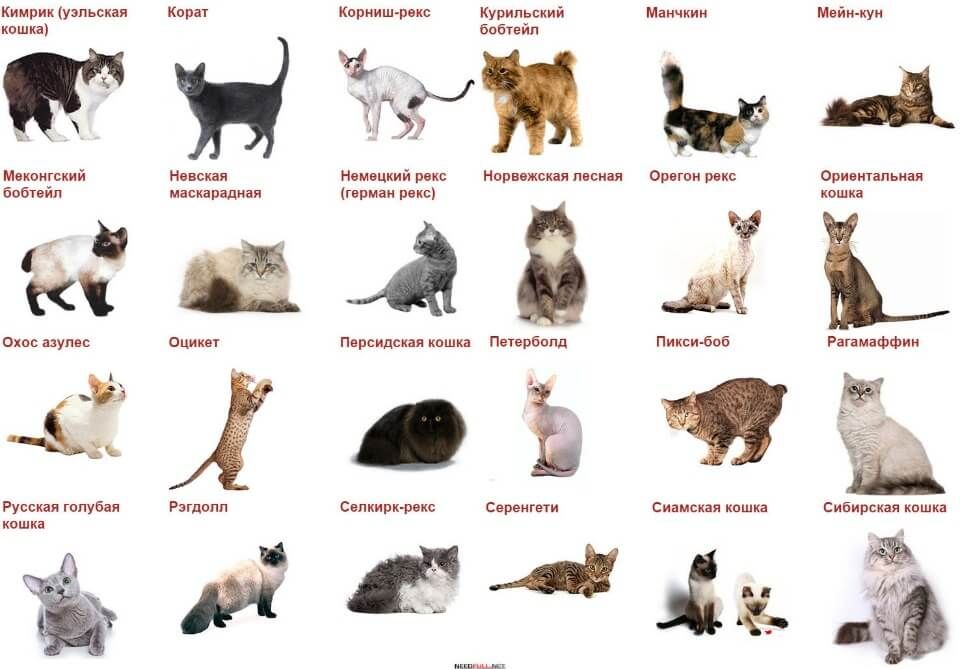 Кимрик (уэльская
кошка)
Корат
Корниш-рекс
Курильский
бобтейл
Манчкин
Мейн-кун
Меконгский
бобтейл
Невская
маскарадная
Немецкий рекс
(герман рекс)
Норвежская лесная
Орегон рекс
Ориентальная
кошка
Охос азулес
Оцикет
Персидская кошка
Петерболд
Пикси-боб
Рагамаффин
Русская голубая
кошка
Рэгдолл
Селкирк-рекс
Серенгети
Сиамская кошка
Сибирская кошка
NEEDFULL.NET